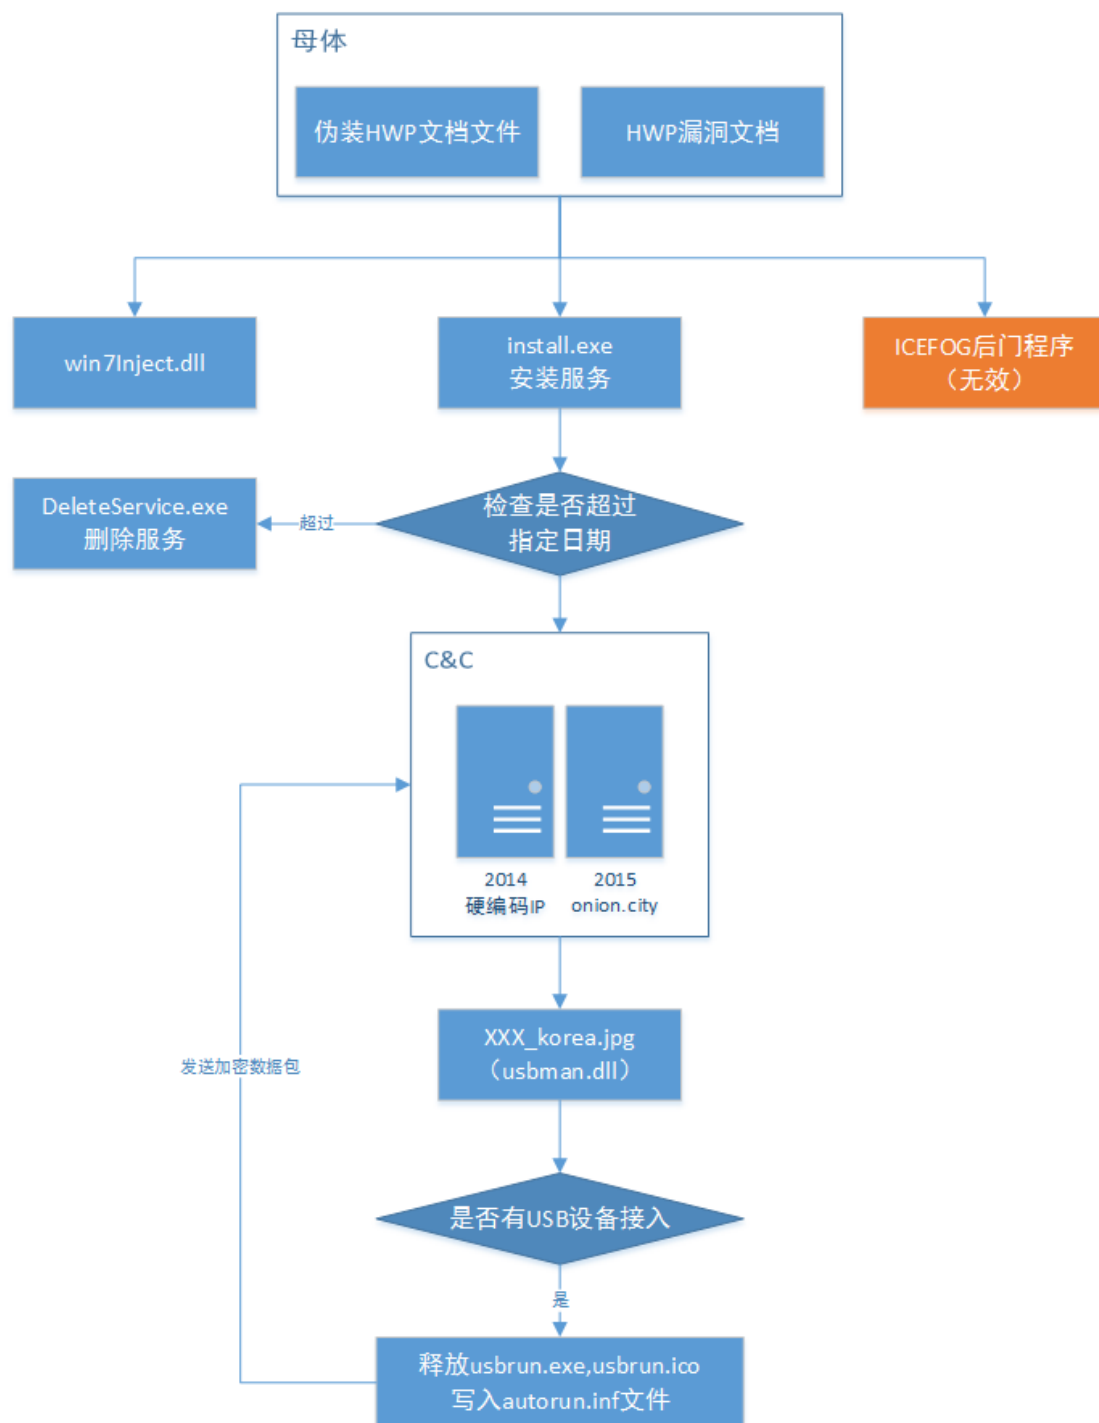 母体
伪装HWP文档文件
HWP漏洞文档
win7Inject.dll
install.exe
安装服务
ICEFOG后门程序
（无效）
DeleteService.exe
删除服务
超过
检查是否超过
指定日期
C&C
2014
硬编码IP
2015
onion.city
XXX_korea.jpg
（usbman.dll）
发送加密数据包
是否有USB设备接入
是
释放usbrun.exe,usbrun.ico
写入autorun.inf文件